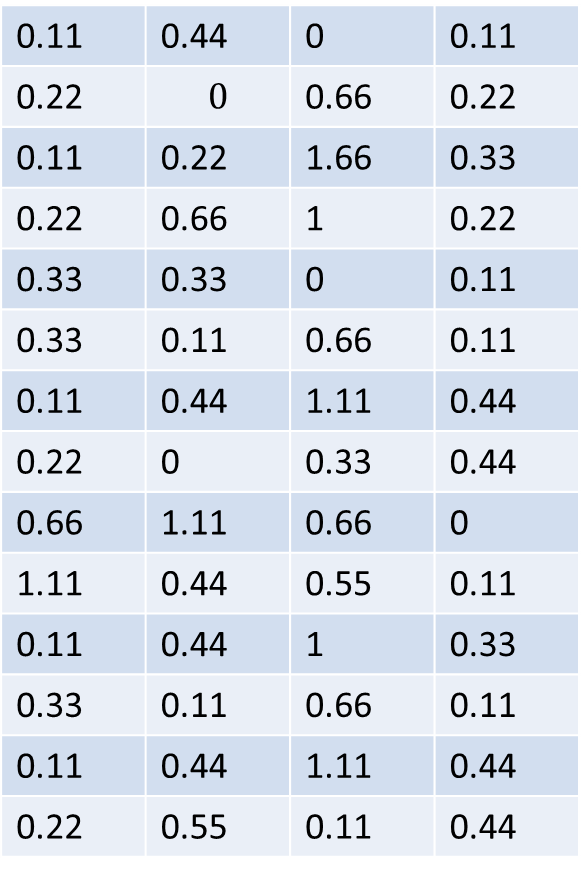 0.11 0.44 0 0.11
0.22 0 0.66 0.22
0.11 0.22 1.66 0.33
0.22 0.66 1 0.22
0.33 0.33 0 0.11
0.33 0.11 0.66 0.11
0.11 0.44 1.11 0.44
0.22 0 0.33 0.44
0.66 1.11 0.66 0
1.11 0.44 0.55 0.11
0.11 0.44 1 0.33
0.33 0.11 0.66 0.11
0.11 0.44 1.11 0.44
0.22 0.55 0.11 0.44